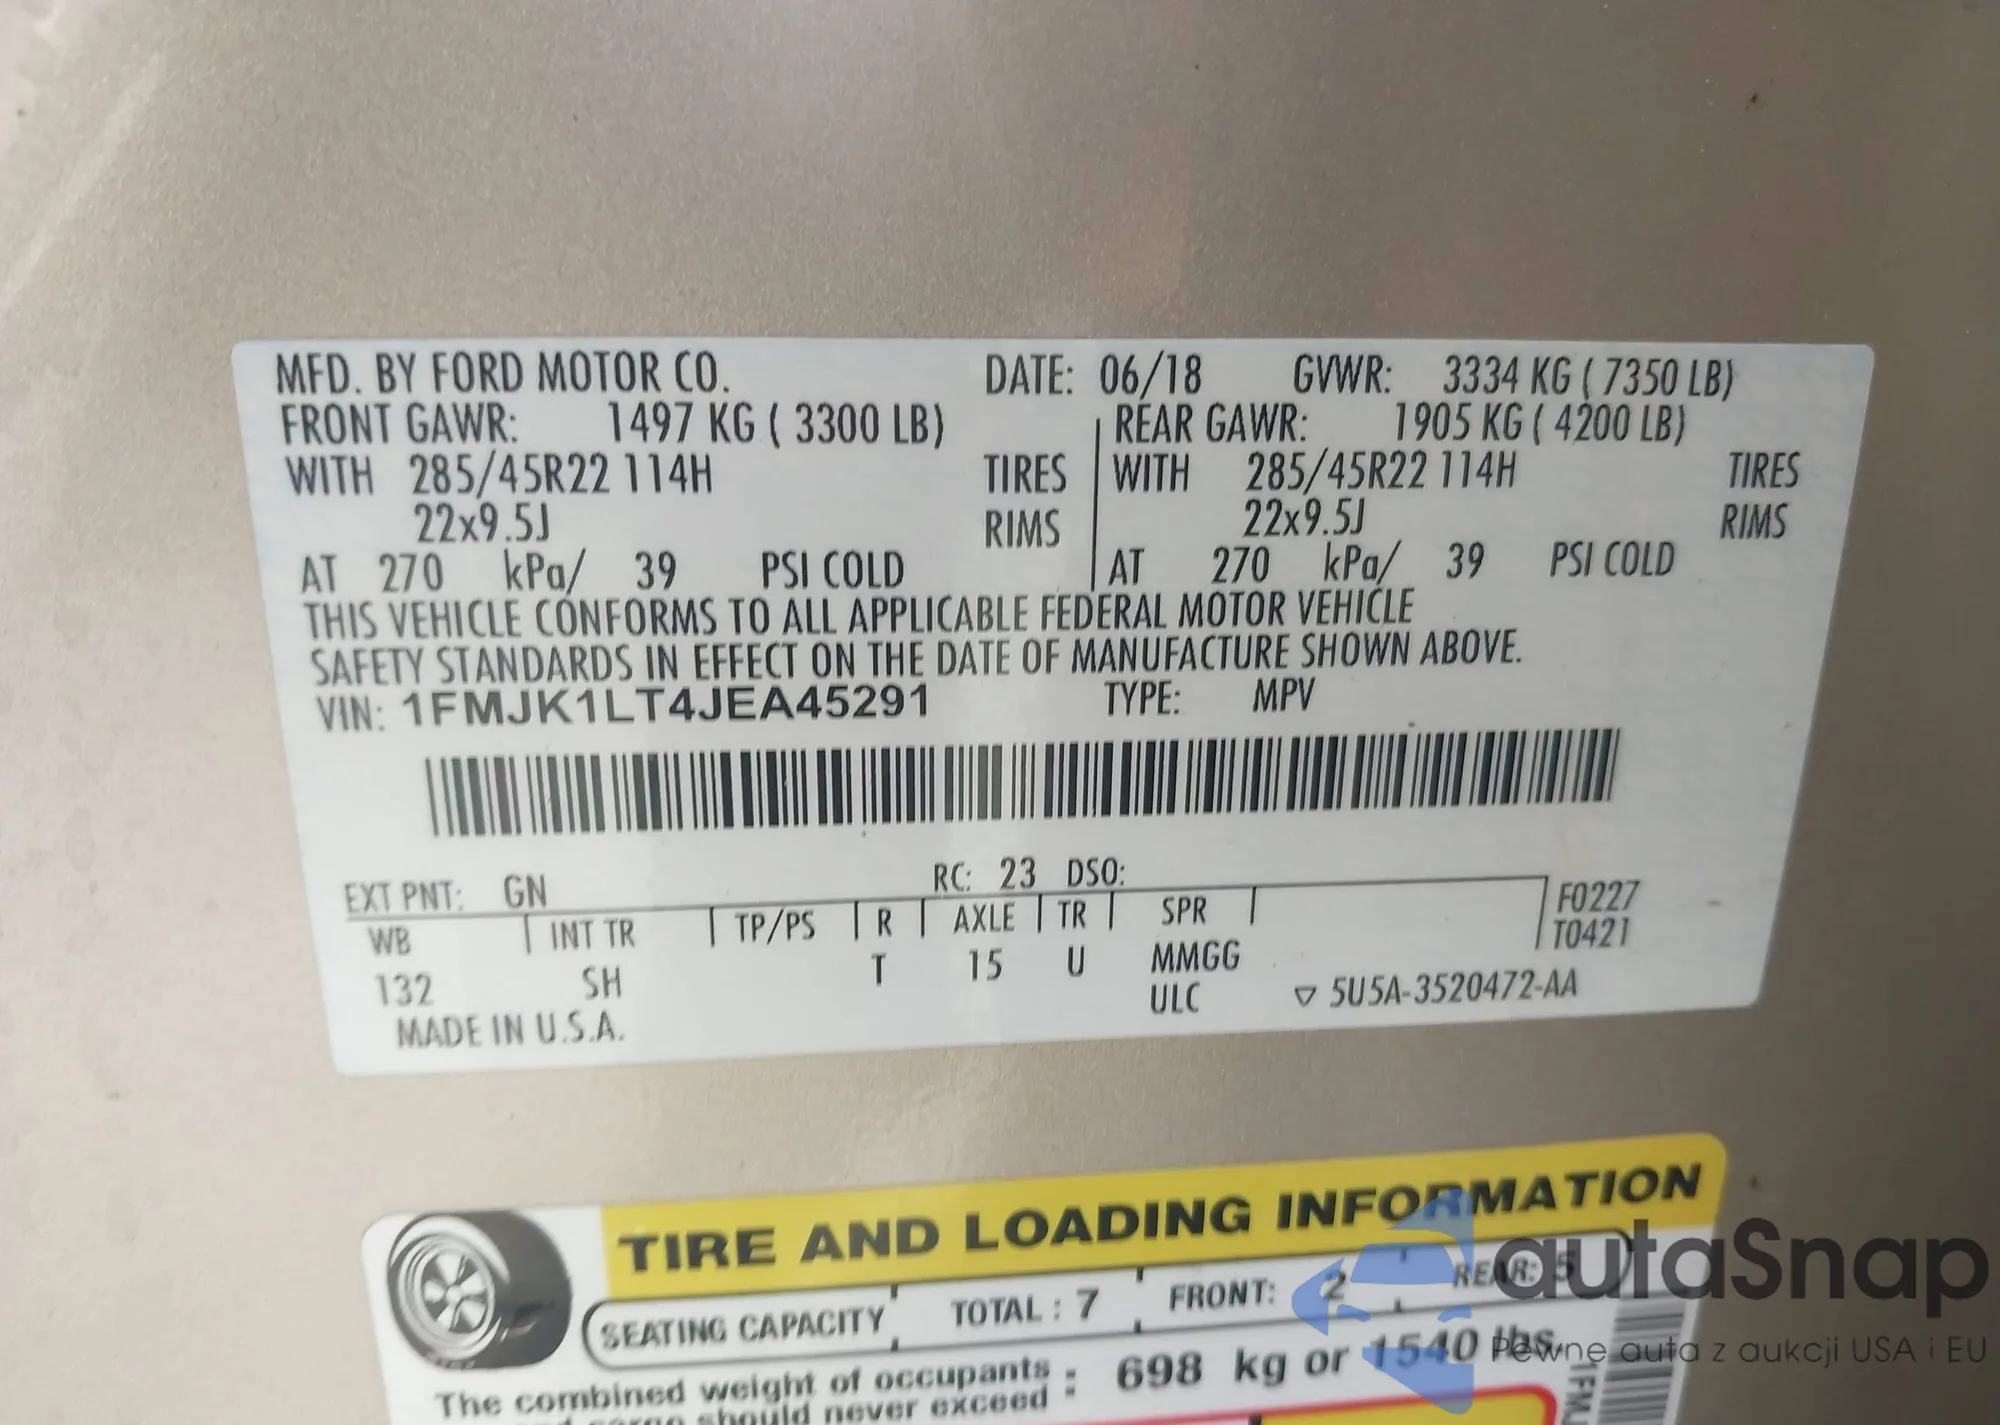 MFD. BY FORD MOTOR CO. DATE: 06/18 GVWR: 3334 KG ( 7350 LB)
FRONT GAWR: 1497 KG ( 3300 LB) REAR GAWR: 1905 KG ( 4200 LB)
WITH 285/45R22 114H TIRES WITH 285/45R22 114H TIRES
22x9.5J RIMS 22x9.5J RIMS
AT 270 kPa/ 39 PSI COLD AT 270 kPa/ 39 PSI COLD
THIS VEHICLE CONFORMS TO ALL APPLICABLE FEDERAL MOTOR VEHICLE
SAFETY STANDARDS IN EFFECT ON THE DATE OF MANUFACTURE SHOWN ABOVE.
VIN: 1FMJK1LT4JEA45291 TYPE: MPV
EXT PNT: GN RC: 23 DSO:
WB INT TR TP/PS R AXLE TR SPR F0227
T0421
132 SH T 15 U MMGG
ULC ▽ 5U5A-3520472-AA
MADE IN U.S.A.
TIRE AND LOADING INFORMATION
SEATING CAPACITY TOTAL : 7 FRONT: 2 REAR: 5
The combined weight of occupants : 698 kg or 1540 lbs.
and cargo should never exceed
1FMJ
autaSnap
Pewne auta z aukcji USA i EU